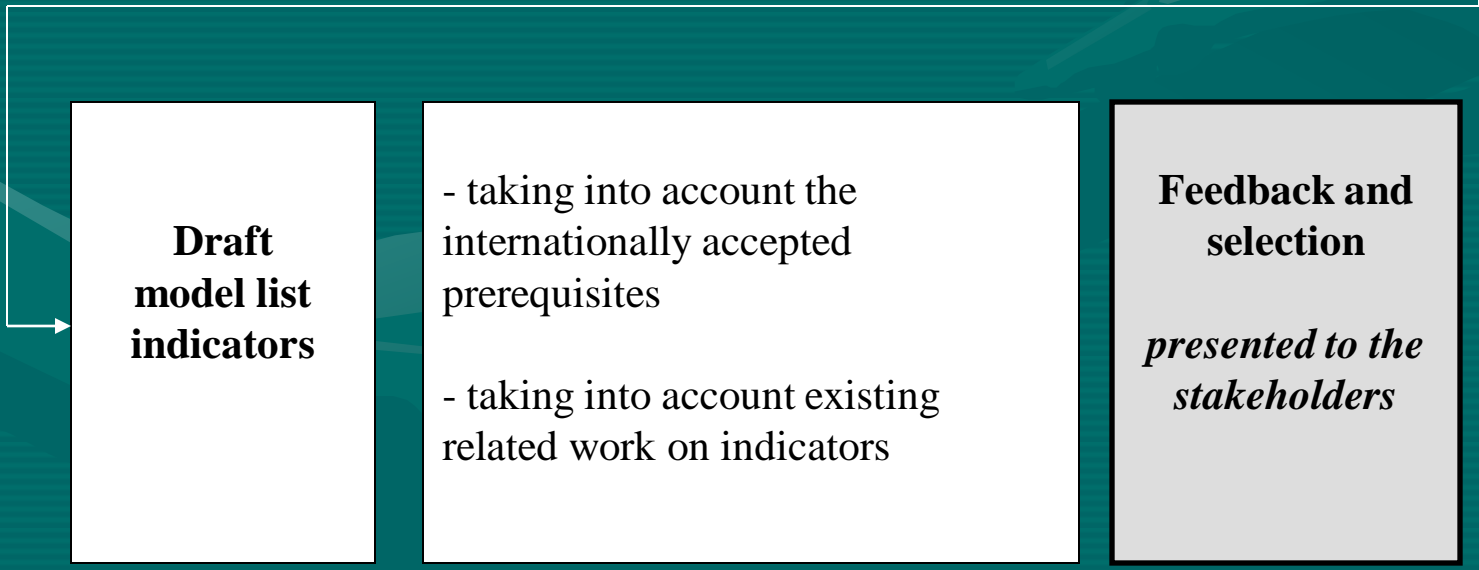 Draft
model list
indicators
- taking into account the
internationally accepted
prerequisites
- taking into account existing
related work on indicators
Feedback and
selection
presented to the
stakeholders